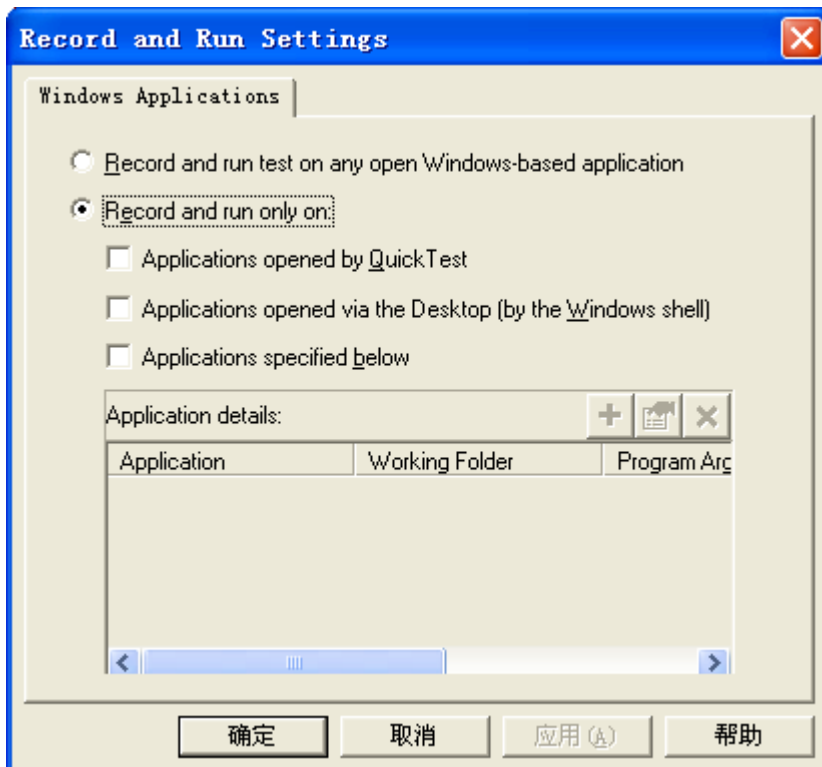 Record and Run Settings
Windows Applications
Record and run test on any open Windows-based application
Record and run only on:
Applications opened by QuickTest
Applications opened via the Desktop (by the Windows shell)
Applications specified below
Application details:
Application Working Folder Program Arg
确定 取消 应用(A) 帮助